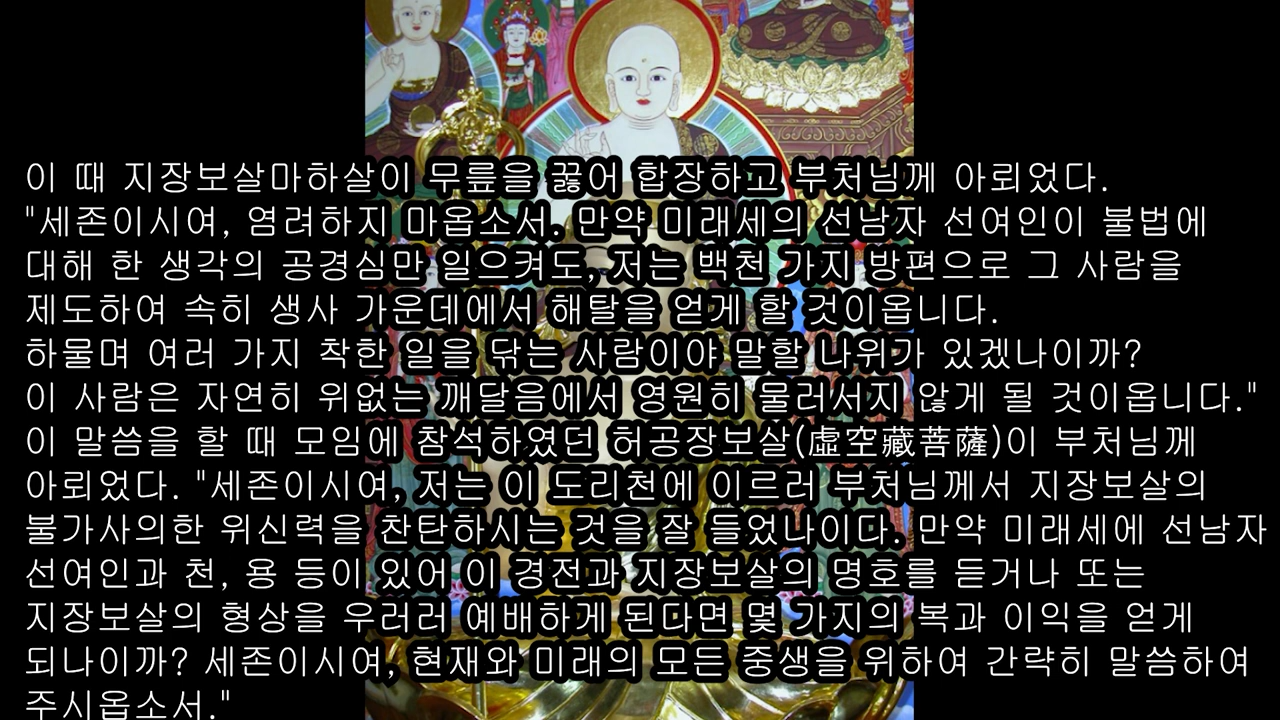 이 때 지장보살마하살이 무릎을 꿇어 합장하고 부처님께 아뢰었다.
"세존이시여, 염려하지 마옵소서. 만약 미래세의 선남자 선여인이 불법에
대해 한 생각의 공경심만 일으켜도, 저는 백천 가지 방편으로 그 사람을
제도하여 속히 생사 가운데에서 해탈을 얻게 할 것이옵니다.
하물며 여러 가지 착한 일을 닦는 사람이야 말할 나위가 있겠나이까?
이 사람은 자연히 위없는 깨달음에서 영원히 물러서지 않게 될 것이옵니다."
이 말씀을 할 때 모임에 참석하였던 허공장보살(虛空藏菩薩)이 부처님께
아뢰었다. "세존이시여, 저는 이 도리천에 이르러 부처님께서 지장보살의
불가사의한 위신력을 찬탄하시는 것을 잘 들었나이다. 만약 미래세에 선남자
선여인과 천, 용 등이 있어 이 경전과 지장보살의 명호를 듣거나 또는
지장보살의 형상을 우러러 예배하게 된다면 몇 가지의 복과 이익을 얻게
되나이까? 세존이시여, 현재와 미래의 모든 중생을 위하여 간략히 말씀하여
주시옵소서."